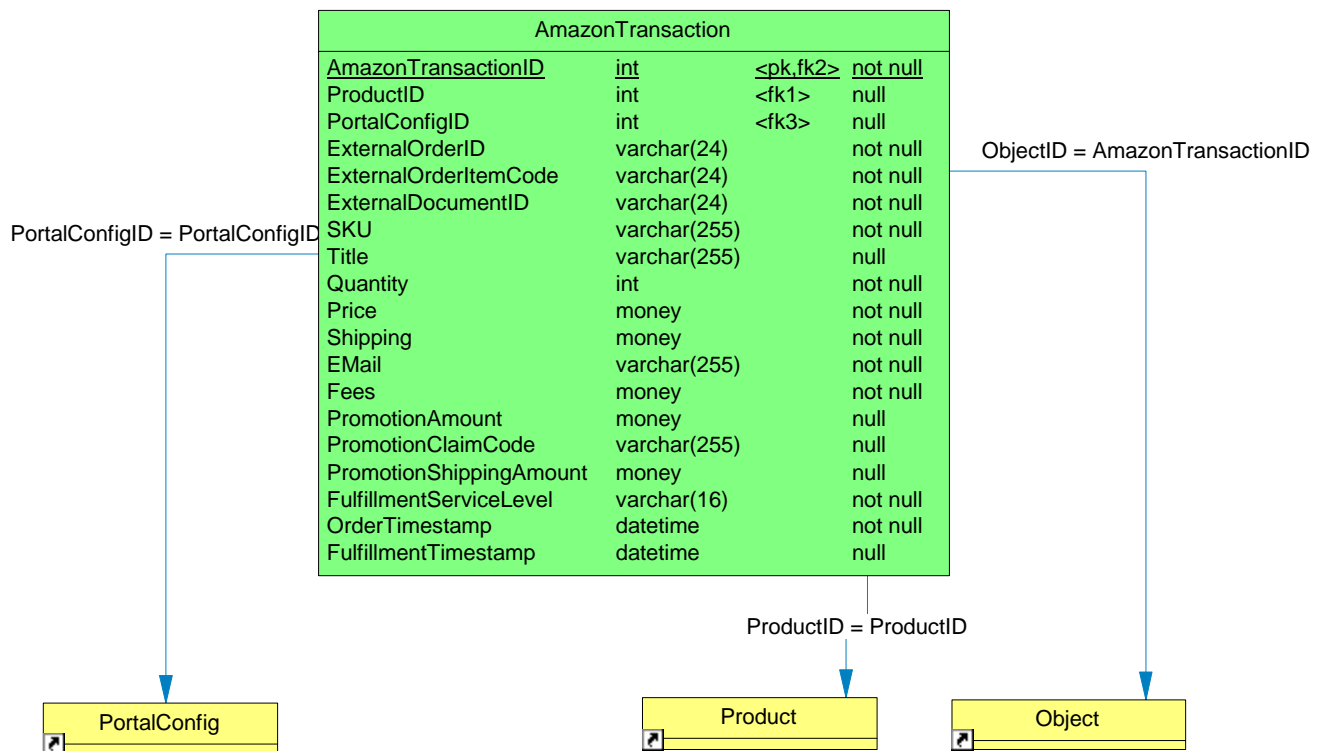 AmazonTransaction
AmazonTransactionID int <pk,fk2> not null
ProductID int <fk1> null
PortalConfigID int <fk3> null
ExternalOrderID varchar(24) not null
ExternalOrderItemCode varchar(24) not null
ExternalDocumentID varchar(24) not null
SKU varchar(255) not null
Title varchar(255) null
Quantity int not null
Price money not null
Shipping money not null
EMail varchar(255) not null
Fees money not null
PromotionAmount money null
PromotionClaimCode varchar(255) null
PromotionShippingAmount money null
FulfillmentServiceLevel varchar(16) not null
OrderTimestamp datetime not null
FulfillmentTimestamp datetime null
ObjectID = AmazonTransactionID
PortalConfigID = PortalConfigID
ProductID = ProductID
PortalConfig
Product
Object